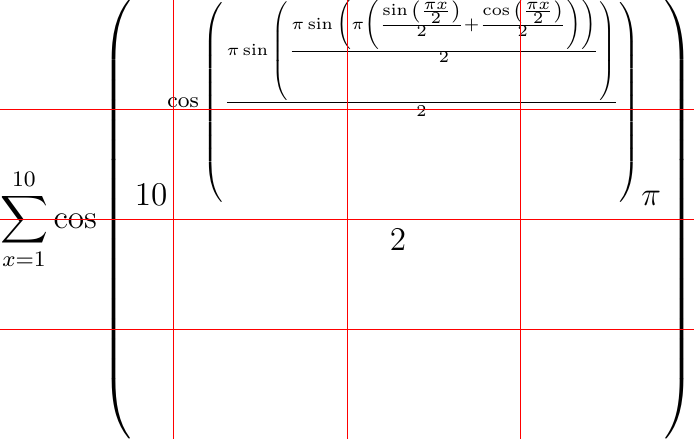 \sum_{x=1}^{10} \cos \left( \frac{10^{\cos \left( \frac{\pi \sin \left( \frac{\pi \sin \left( \pi \left( \frac{\sin \left( \frac{\pi x}{2} \right)}{2} + \frac{\cos \left( \frac{\pi x}{2} \right)}{2} \right) \right)}{2} \right)}{2} \right)} \pi}{2} \right)